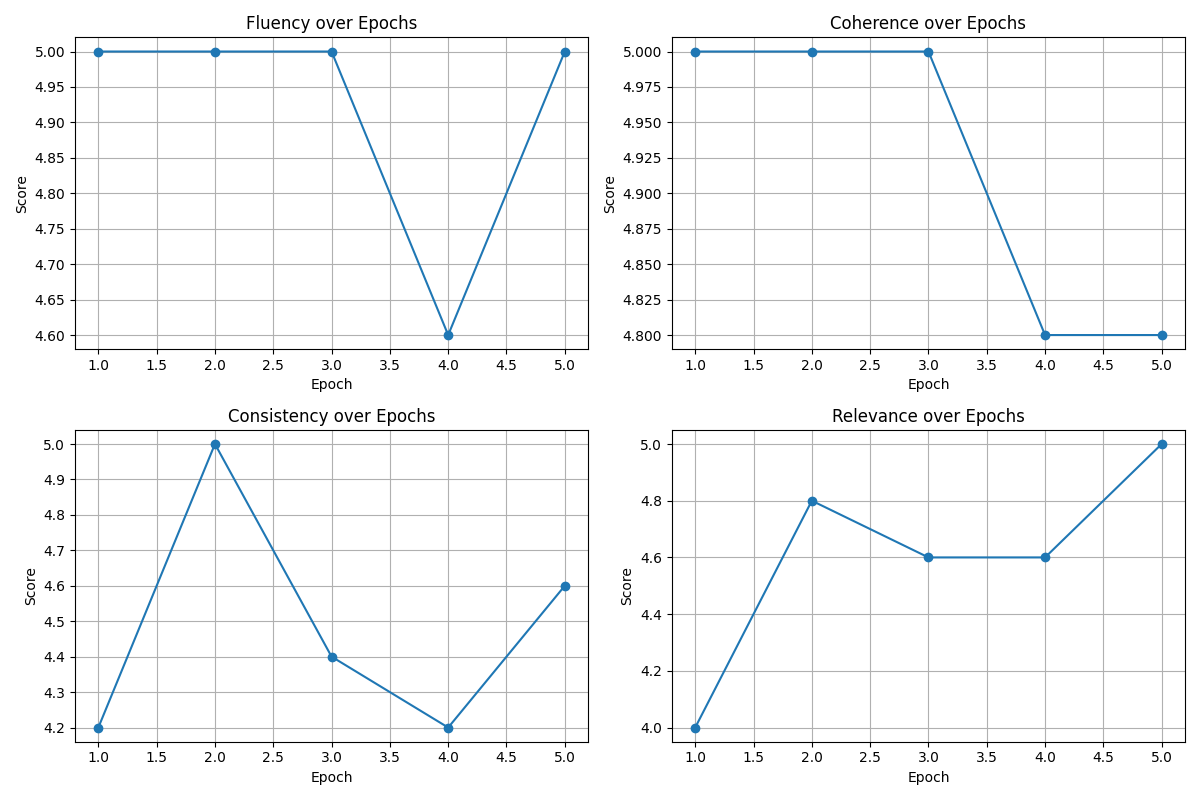 Fluency over Epochs
5.00
4.95
4.90
4.85
4.80
4.75
4.70
4.65
4.60
Score
1.0 1.5 2.0 2.5 3.0 3.5 4.0 4.5 5.0
Epoch
Coherence over Epochs
5.000
4.975
4.950
4.925
4.900
4.875
4.850
4.825
4.800
Score
1.0 1.5 2.0 2.5 3.0 3.5 4.0 4.5 5.0
Epoch
Consistency over Epochs
5.0
4.9
4.8
4.7
4.6
4.5
4.4
4.3
4.2
Score
1.0 1.5 2.0 2.5 3.0 3.5 4.0 4.5 5.0
Epoch
Relevance over Epochs
5.0
4.8
4.6
4.4
4.2
4.0
Score
1.0 1.5 2.0 2.5 3.0 3.5 4.0 4.5 5.0
Epoch